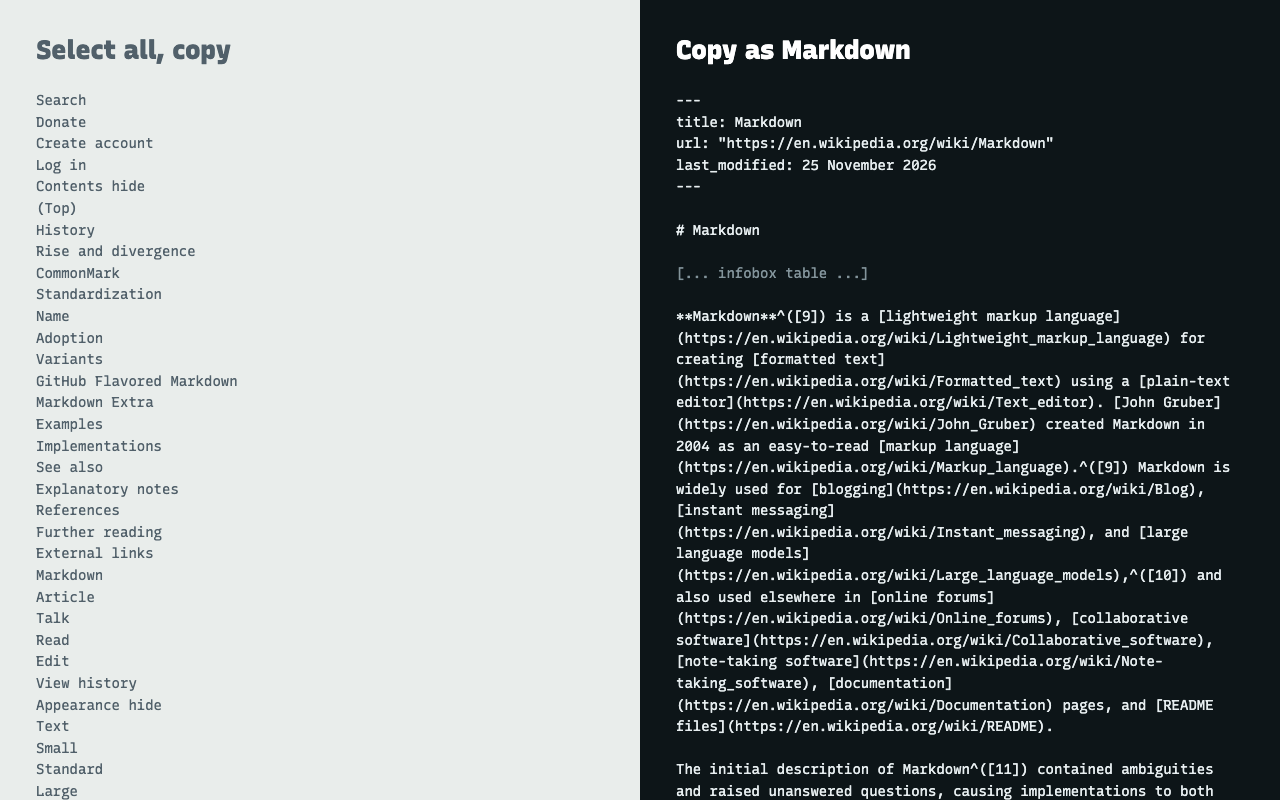 Select all, copy
Search
Donate
Create account
Log in
Contents hide
(Top)
History
Rise and divergence
CommonMark
Standardization
Name
Adoption
Variants
GitHub Flavored Markdown
Markdown Extra
Examples
Implementations
See also
Explanatory notes
References
Further reading
External links
Markdown
Article
Talk
Read
Edit
View history
Appearance hide
Text
Small
Standard
Large
Copy as Markdown
---
title: Markdown
url: "https://en.wikipedia.org/wiki/Markdown"
last_modified: 25 November 2026
---
# Markdown
[... infobox table ...]
**Markdown**^([9]) is a [lightweight markup language]
(https://en.wikipedia.org/wiki/Lightweight_markup_language) for
creating [formatted text]
(https://en.wikipedia.org/wiki/Formatted_text) using a [plain-text
editor](https://en.wikipedia.org/wiki/Text_editor). [John Gruber]
(https://en.wikipedia.org/wiki/John_Gruber) created Markdown in
2004 as an easy-to-read [markup language]
(https://en.wikipedia.org/wiki/Markup_language).^([9]) Markdown is
widely used for [blogging](https://en.wikipedia.org/wiki/Blog),
[instant messaging]
(https://en.wikipedia.org/wiki/Instant_messaging), and [large
language models]
(https://en.wikipedia.org/wiki/Large_language_models),^([10]) and
also used elsewhere in [online forums]
(https://en.wikipedia.org/wiki/Online_forums), [collaborative
software](https://en.wikipedia.org/wiki/Collaborative_software),
[note-taking software](https://en.wikipedia.org/wiki/Note-
taking_software), [documentation]
(https://en.wikipedia.org/wiki/Documentation) pages, and [README
files](https://en.wikipedia.org/wiki/README).
The initial description of Markdown^([11]) contained ambiguities
and raised unanswered questions, causing implementations to both